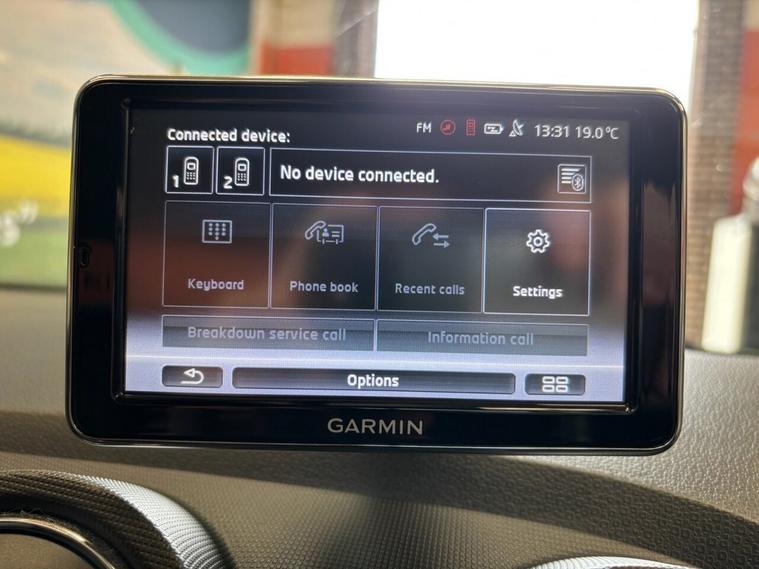 FM 13:31 19.0°C
Connected device:
1 2 No device connected.
Keyboard Phone book Recent calls Settings
Breakdown service call Information call
Options
GARMIN